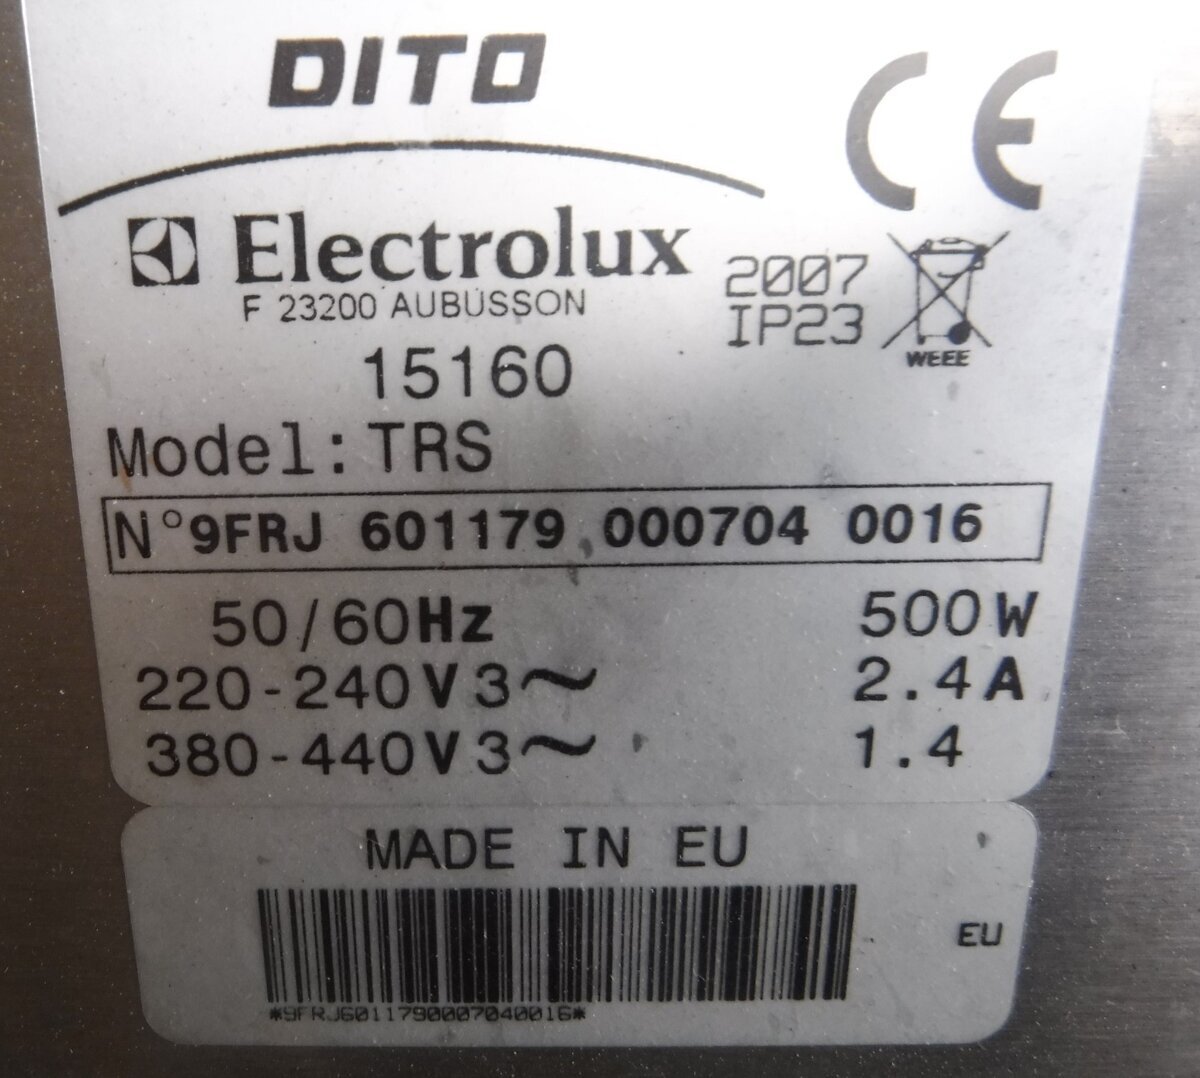 DITO
CE
Electrolux
F 23200 AUBUSSON
2007
IP23
WEEE
15160
Model: TRS
N°9FRJ 601179 000704 0016
50/60Hz 500W
220-240V3~ 2.4A
380-440V3~ 1.4
MADE IN EU
EU
*9FRJ6011790007040016*